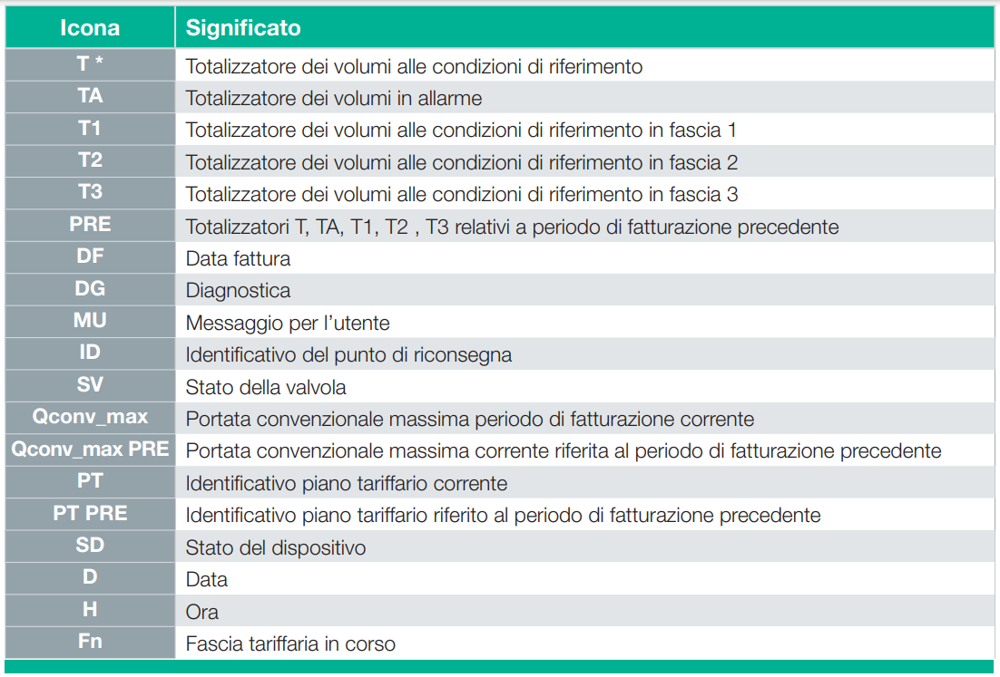 Icona Significato
T * Totalizzatore dei volumi alle condizioni di riferimento
TA Totalizzatore dei volumi in allarme
T1 Totalizzatore dei volumi alle condizioni di riferimento in fascia 1
T2 Totalizzatore dei volumi alle condizioni di riferimento in fascia 2
T3 Totalizzatore dei volumi alle condizioni di riferimento in fascia 3
PRE Totalizzatori T, TA, T1, T2 , T3 relativi a periodo di fatturazione precedente
DF Data fattura
DG Diagnostica
MU Messaggio per l’utente
ID Identificativo del punto di riconsegna
SV Stato della valvola
Qconv_max Portata convenzionale massima periodo di fatturazione corrente
Qconv_max PRE Portata convenzionale massima corrente riferita al periodo di fatturazione precedente
PT Identificativo piano tariffario corrente
PT PRE Identificativo piano tariffario riferito al periodo di fatturazione precedente
SD Stato del dispositivo
D Data
H Ora
Fn Fascia tariffaria in corso